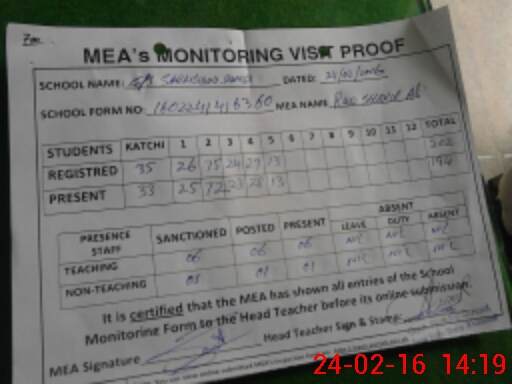 MEA's MONITORING VISIT PROOF
SCHOOL NAME: DATED: 24/02/2016
SCHOOL FORM NO: MEA NAME
STUDENTS KATCHI 1 2 3 4 5 6 7 8 9 10 11 12 TOTAL
REGISTRED 35 26 75 24 29 13 202
PRESENT 33 25 72 23 28 13 194
ABSENT
PRESENCE STAFF SANCTIONED POSTED PRESENT LEAVE DUTY ABSENT
TEACHING 06 06 06 NIL NIL NIL
NON-TEACHING 01 01 NIL NIL NIL
It is certified that the MEA has shown all entries of the School
Monitoring Form to the Head Teacher before its online submission.
MEA Signature Head Teacher Sign & Stamp
24-02-16 14:19